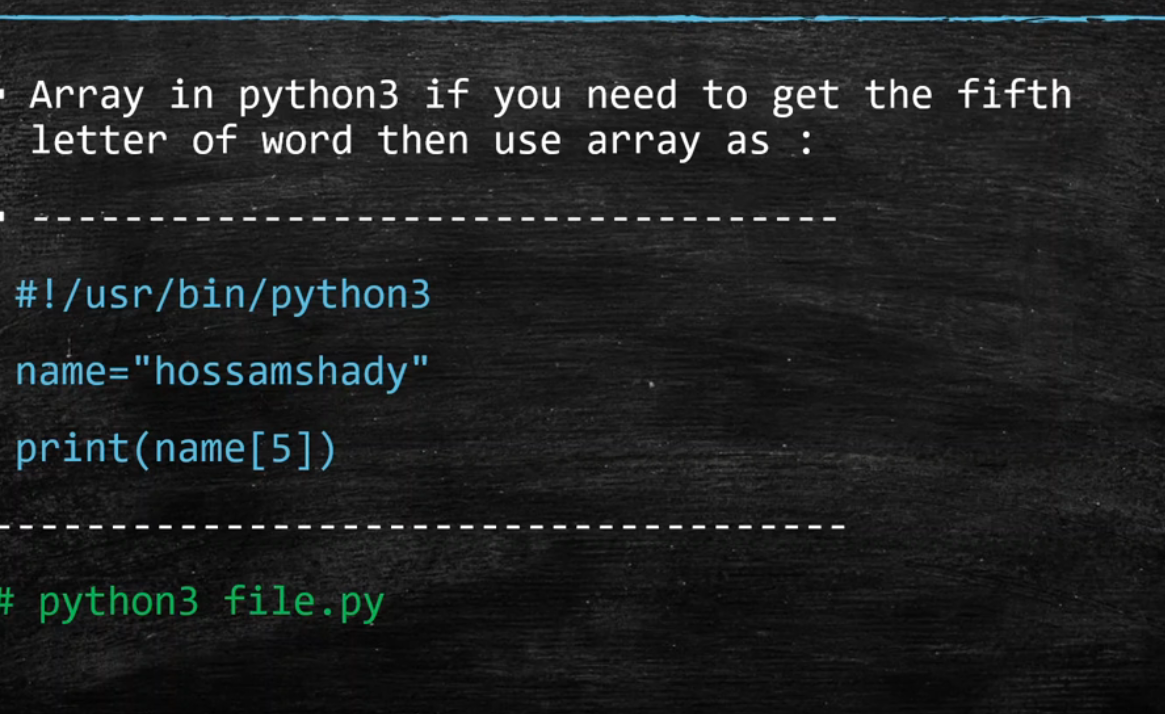 ▪ Array in python3 if you need to get the fifth
letter of word then use array as :
▪ -----------------------------------
#!/usr/bin/python3
name="hossamshady"
print(name[5])
-------------------------------------
# python3 file.py